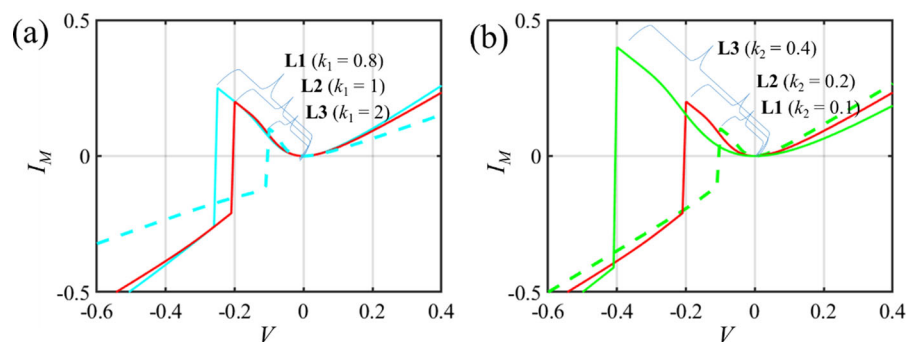 (a)
0.5
L1 (k1 = 0.8)
L2 (k1 = 1)
L3 (k1 = 2)
IM
0
-0.5
-0.6 -0.4 -0.2 0 0.2 0.4
V
(b)
0.5
L3 (k2 = 0.4)
L2 (k2 = 0.2)
L1 (k2 = 0.1)
IM
0
-0.5
-0.6 -0.4 -0.2 0 0.2 0.4
V